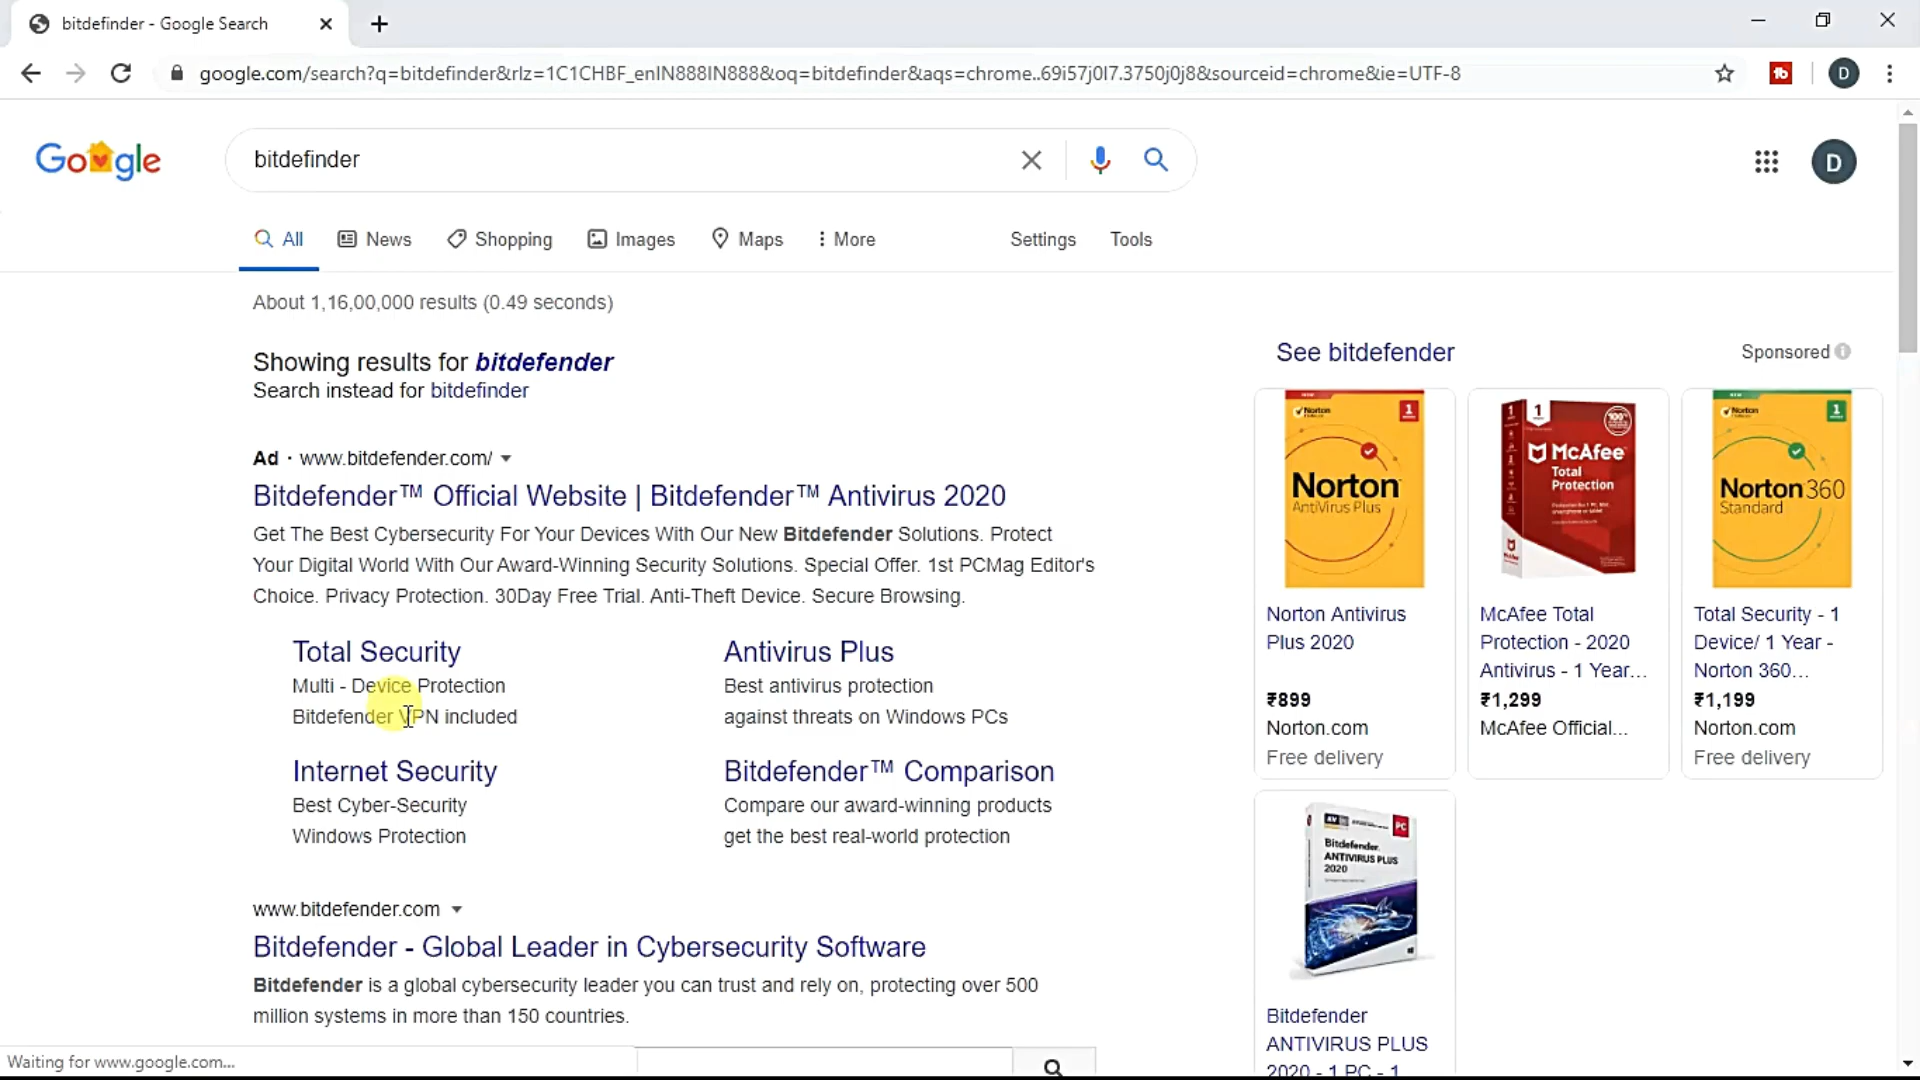 bitdefinder - Google Search
google.com/search?q=bitdefinder&rlz=1C1CHBF_enIN888IN888&oq=bitdefinder&aqs=chrome..69i57j0l7.3750j0j8&sourceid=chrome&ie=UTF-8
D
Google
bitdefinder
D
All
News
Shopping
Images
Maps
More
Settings
Tools
About 1,16,00,000 results (0.49 seconds)
Showing results for bitdefender
Search instead for bitdefinder
Ad · www.bitdefender.com/
Bitdefender™ Official Website | Bitdefender™ Antivirus 2020
Get The Best Cybersecurity For Your Devices With Our New Bitdefender Solutions. Protect
Your Digital World With Our Award-Winning Security Solutions. Special Offer. 1st PCMag Editor's
Choice. Privacy Protection. 30Day Free Trial. Anti-Theft Device. Secure Browsing.
Total Security
Multi - Device Protection
Bitdefender VPN included
Antivirus Plus
Best antivirus protection
against threats on Windows PCs
Internet Security
Best Cyber-Security
Windows Protection
Bitdefender™ Comparison
Compare our award-winning products
get the best real-world protection
www.bitdefender.com
Bitdefender - Global Leader in Cybersecurity Software
Bitdefender is a global cybersecurity leader you can trust and rely on, protecting over 500
million systems in more than 150 countries.
See bitdefender
Sponsored
Norton
1
Norton
AntiVirus Plus
Norton Antivirus
Plus 2020
₹899
Norton.com
Free delivery
1
McAfee
Total
Protection
McAfee Total
Protection - 2020
Antivirus - 1 Year...
₹1,299
McAfee Official...
Norton
1
Norton 360
Standard
Total Security - 1
Device/ 1 Year -
Norton 360...
₹1,199
Norton.com
Free delivery
PC
Bitdefender
ANTIVIRUS PLUS
2020
Bitdefender
ANTIVIRUS PLUS
2020 - 1 PC - 1
Waiting for www.google.com...